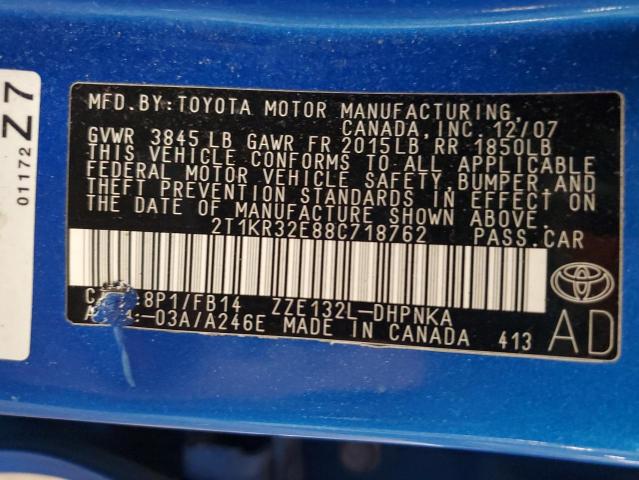 MFD.BY:TOYOTA MOTOR MANUFACTURING,
CANADA, INC. 12/07
GVWR 3845 LB GAWR FR 2015LB RR 1850LB
THIS VEHICLE CONFORMS TO ALL APPLICABLE
FEDERAL MOTOR VEHICLE SAFETY, BUMPER, AND
THEFT PREVENTION STANDARDS IN EFFECT ON
THE DATE OF MANUFACTURE SHOWN ABOVE.
2T1KR32E88C718762 PASS.CAR
8P1/FB14 ZZE132L-DHPNKA
-03A/A246E MADE IN CANADA 413
AD
TOYOTA
01172 Z7